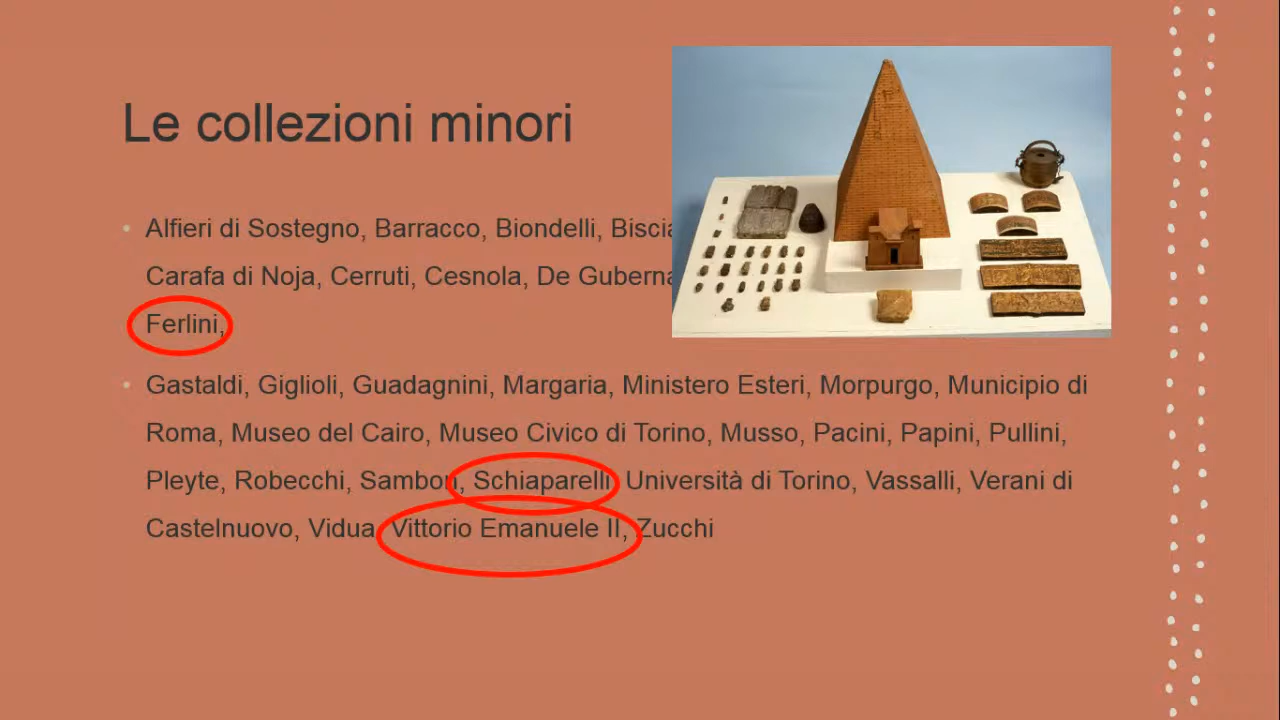 Le collezioni minori
Alfieri di Sostegno, Barracco, Biondelli,
Carafa di Noja, Cerruti, Cesnola, De
Ferlini,
Gastaldi, Giglioli, Guadagnini, Margaria, Ministero Esteri, Morpurgo, Municipio di
Roma, Museo del Cairo, Museo Civico di Torino, Musso, Pacini, Papini, Pullini,
Pleyte, Robecchi, Sambon, Schiaparelli, Università di Torino, Vassalli, Verani di
Castelnuovo, Vidua, Vittorio Emanuele II, Zucchi